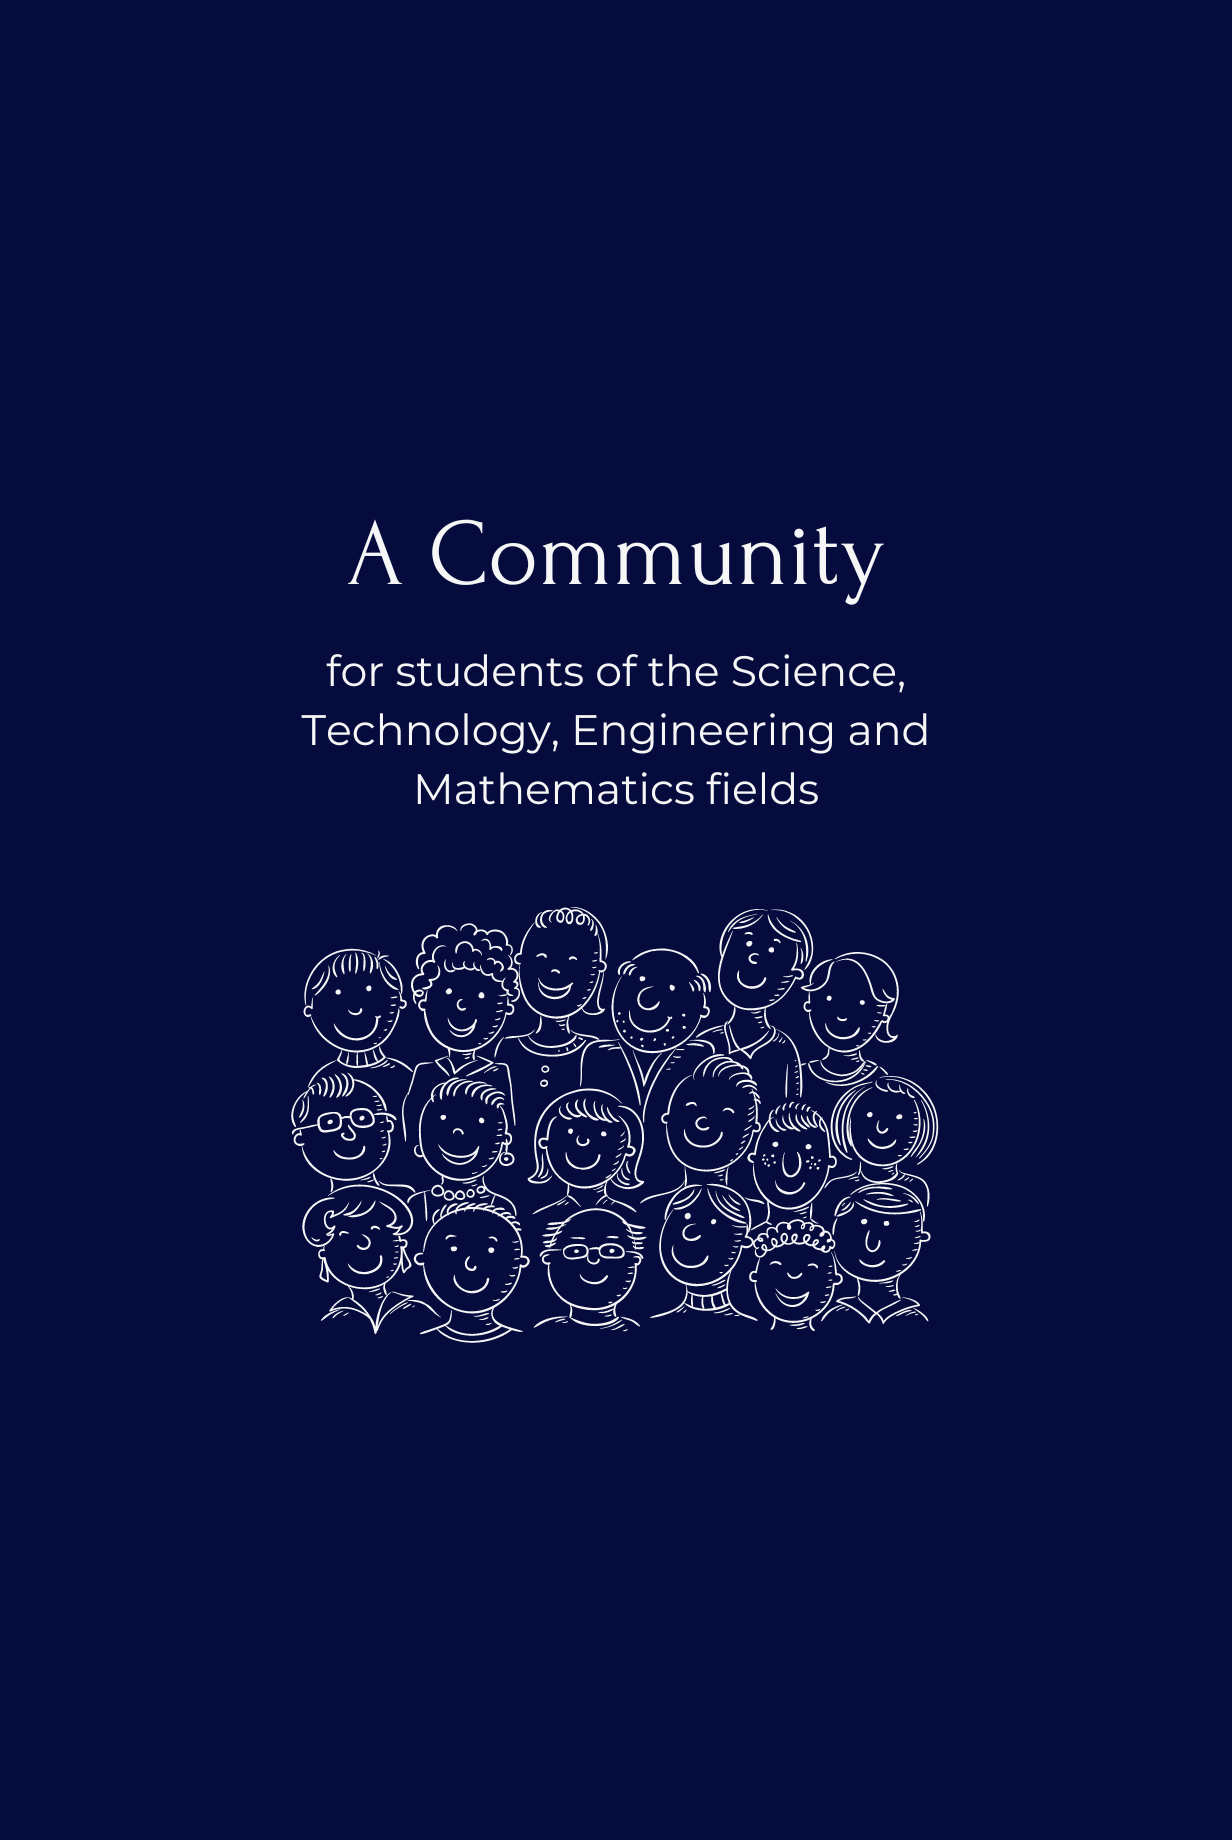 A Community
for students of the Science,
Technology, Engineering and
Mathematics fields